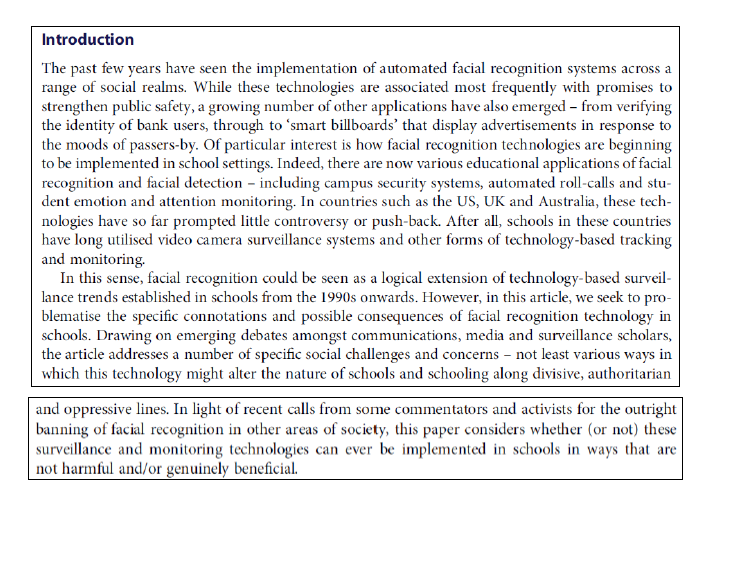 Introduction
The past few years have seen the implementation of automated facial recognition systems across a
range of social realms. While these technologies are associated most frequently with promises to
strengthen public safety, a growing number of other applications have also emerged – from verifying
the identity of bank users, through to ‘smart billboards’ that display advertisements in response to
the moods of passers-by. Of particular interest is how facial recognition technologies are beginning
to be implemented in school settings. Indeed, there are now various educational applications of facial
recognition and facial detection – including campus security systems, automated roll-calls and stu-
dent emotion and attention monitoring. In countries such as the US, UK and Australia, these tech-
nologies have so far prompted little controversy or push-back. After all, schools in these countries
have long utilised video camera surveillance systems and other forms of technology-based tracking
and monitoring.
In this sense, facial recognition could be seen as a logical extension of technology-based surveil-
lance trends established in schools from the 1990s onwards. However, in this article, we seek to pro-
blematise the specific connotations and possible consequences of facial recognition technology in
schools. Drawing on emerging debates amongst communications, media and surveillance scholars,
the article addresses a number of specific social challenges and concerns – not least various ways in
which this technology might alter the nature of schools and schooling along divisive, authoritarian
and oppressive lines. In light of recent calls from some commentators and activists for the outright
banning of facial recognition in other areas of society, this paper considers whether (or not) these
surveillance and monitoring technologies can ever be implemented in schools in ways that are
not harmful and/or genuinely beneficial.